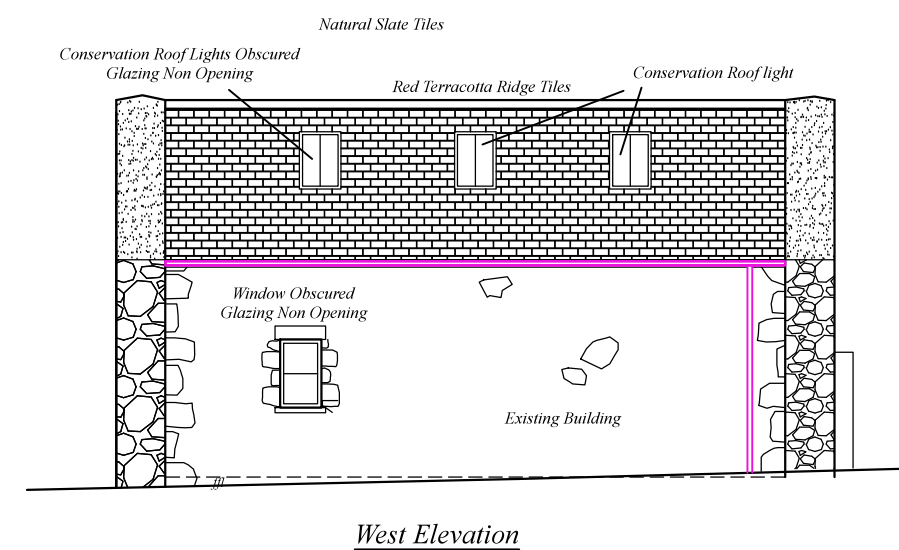 Natural Slate Tiles
Conservation Roof Lights Obscured
Glazing Non Opening
Red Terracotta Ridge Tiles
Conservation Roof light
Window Obscured
Glazing Non Opening
Existing Building
ffl
West Elevation